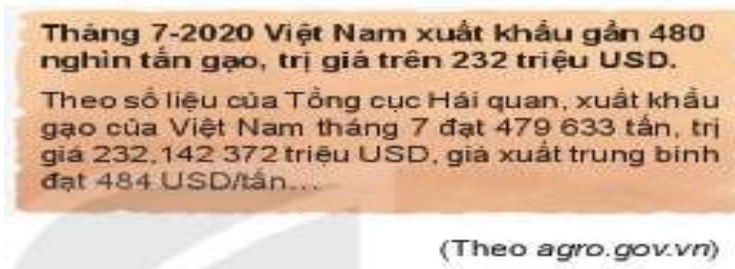 Tháng 7-2020 Việt Nam xuất khẩu gần 480
nghìn tấn gạo, trị giá trên 232 triệu USD.
Theo số liệu của Tổng cục Hải quan, xuất khẩu
gạo của Việt Nam tháng 7 đạt 479 633 tấn, trị
giá 232,142 372 triệu USD, giá xuất trung bình
đạt 484 USD/tấn...
(Theo agro.gov.vn)